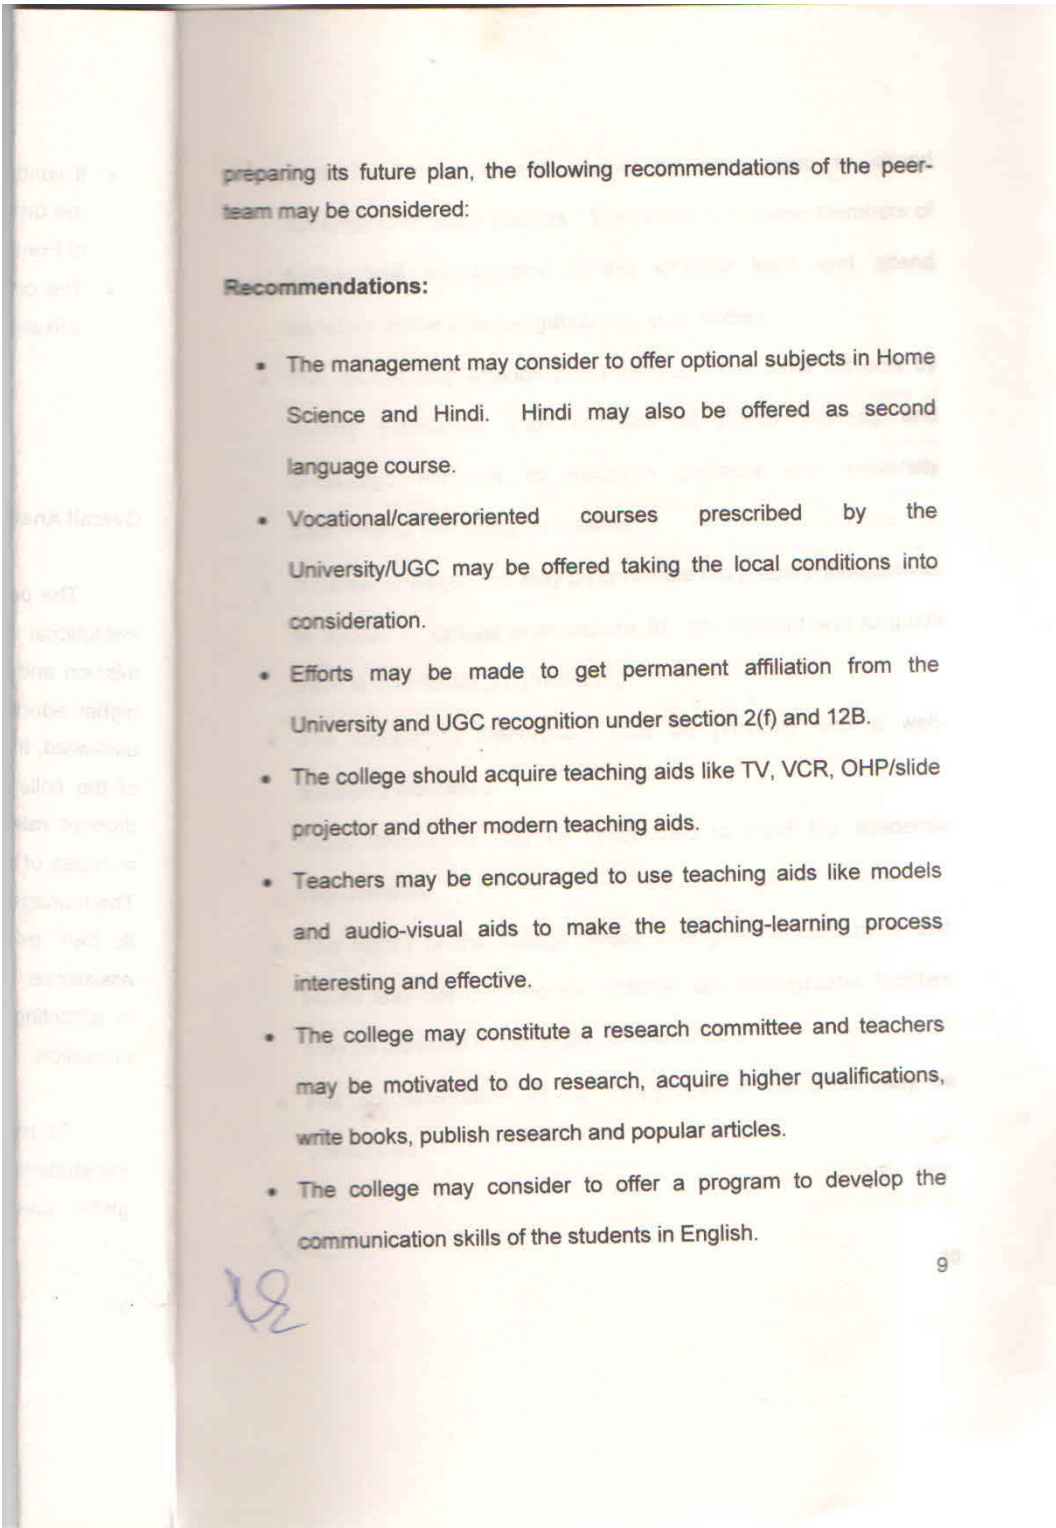 preparing its future plan, the following recommendations of the peer-
team may be considered:
Recommendations:
• The management may consider to offer optional subjects in Home
Science and Hindi. Hindi may also be offered as second
language course.
• Vocational/careeroriented courses prescribed by the
University/UGC may be offered taking the local conditions into
consideration.
• Efforts may be made to get permanent affiliation from the
University and UGC recognition under section 2(f) and 12B.
• The college should acquire teaching aids like TV, VCR, OHP/slide
projector and other modern teaching aids.
• Teachers may be encouraged to use teaching aids like models
and audio-visual aids to make the teaching-learning process
interesting and effective.
• The college may constitute a research committee and teachers
may be motivated to do research, acquire higher qualifications,
write books, publish research and popular articles.
• The college may consider to offer a program to develop the
communication skills of the students in English.
9